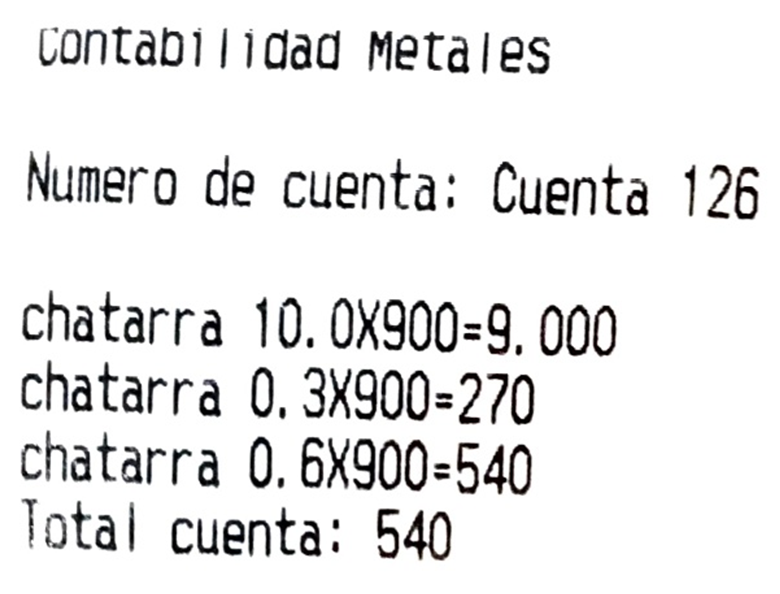 Contabilidad Metales
Numero de cuenta: Cuenta 126
chatarra 10.0X900=9.000
chatarra 0.3X900=270
chatarra 0.6X900=540
Total cuenta: 540